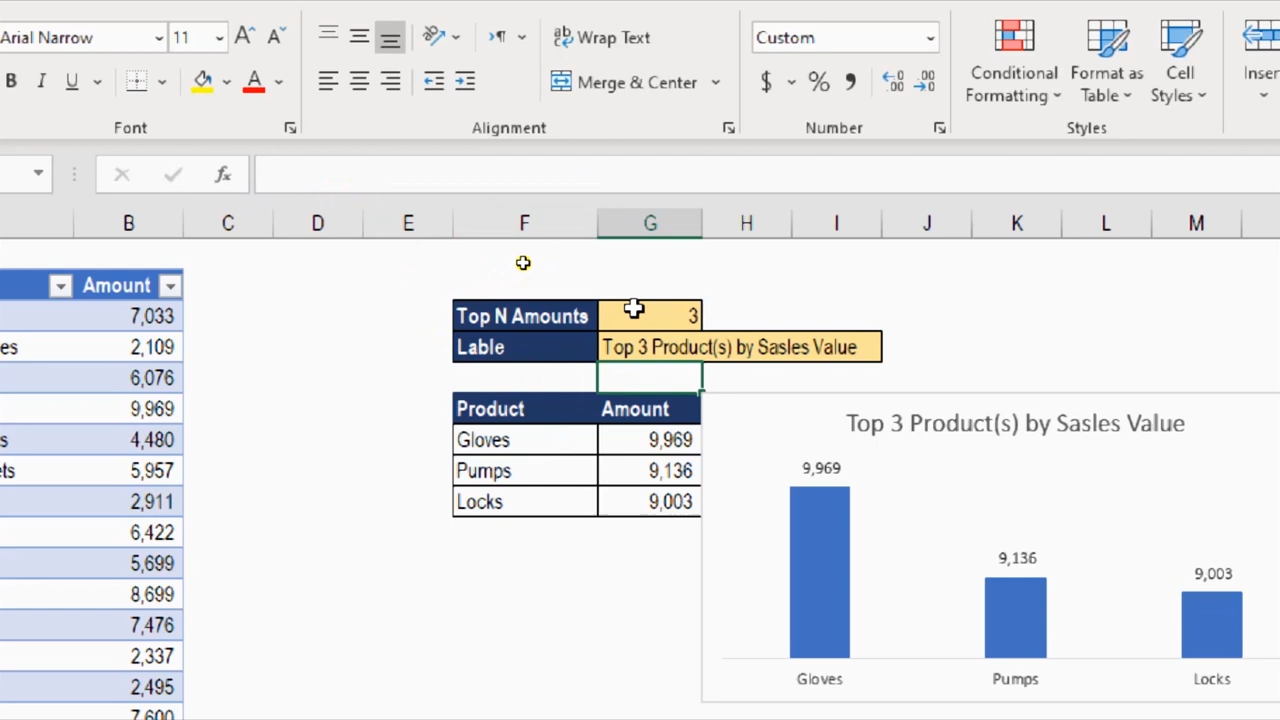 Arial Narrow 11 A A Wrap Text Custom
B I U A Merge & Center $ % , Conditional Formatting Format as Table Cell Styles
Font Alignment Number Styles
fx
B C D E F G H I J K L M
Amount
7,033
2,109
6,076
9,969
4,480
5,957
2,911
6,422
5,699
8,699
7,476
2,337
2,495
7,600
Top N Amounts 3
Lable Top 3 Product(s) by Sasles Value
Product Amount
Gloves 9,969
Pumps 9,136
Locks 9,003
Top 3 Product(s) by Sasles Value
9,969
9,136
9,003
Gloves Pumps Locks